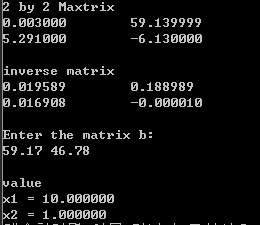 2 by 2 Maxtrix
0.003000 59.139999
5.291000 -6.130000
inverse matrix
0.019589 0.188989
0.016908 -0.000010
Enter the matrix b:
59.17 46.78
value
x1 = 10.000000
x2 = 1.000000